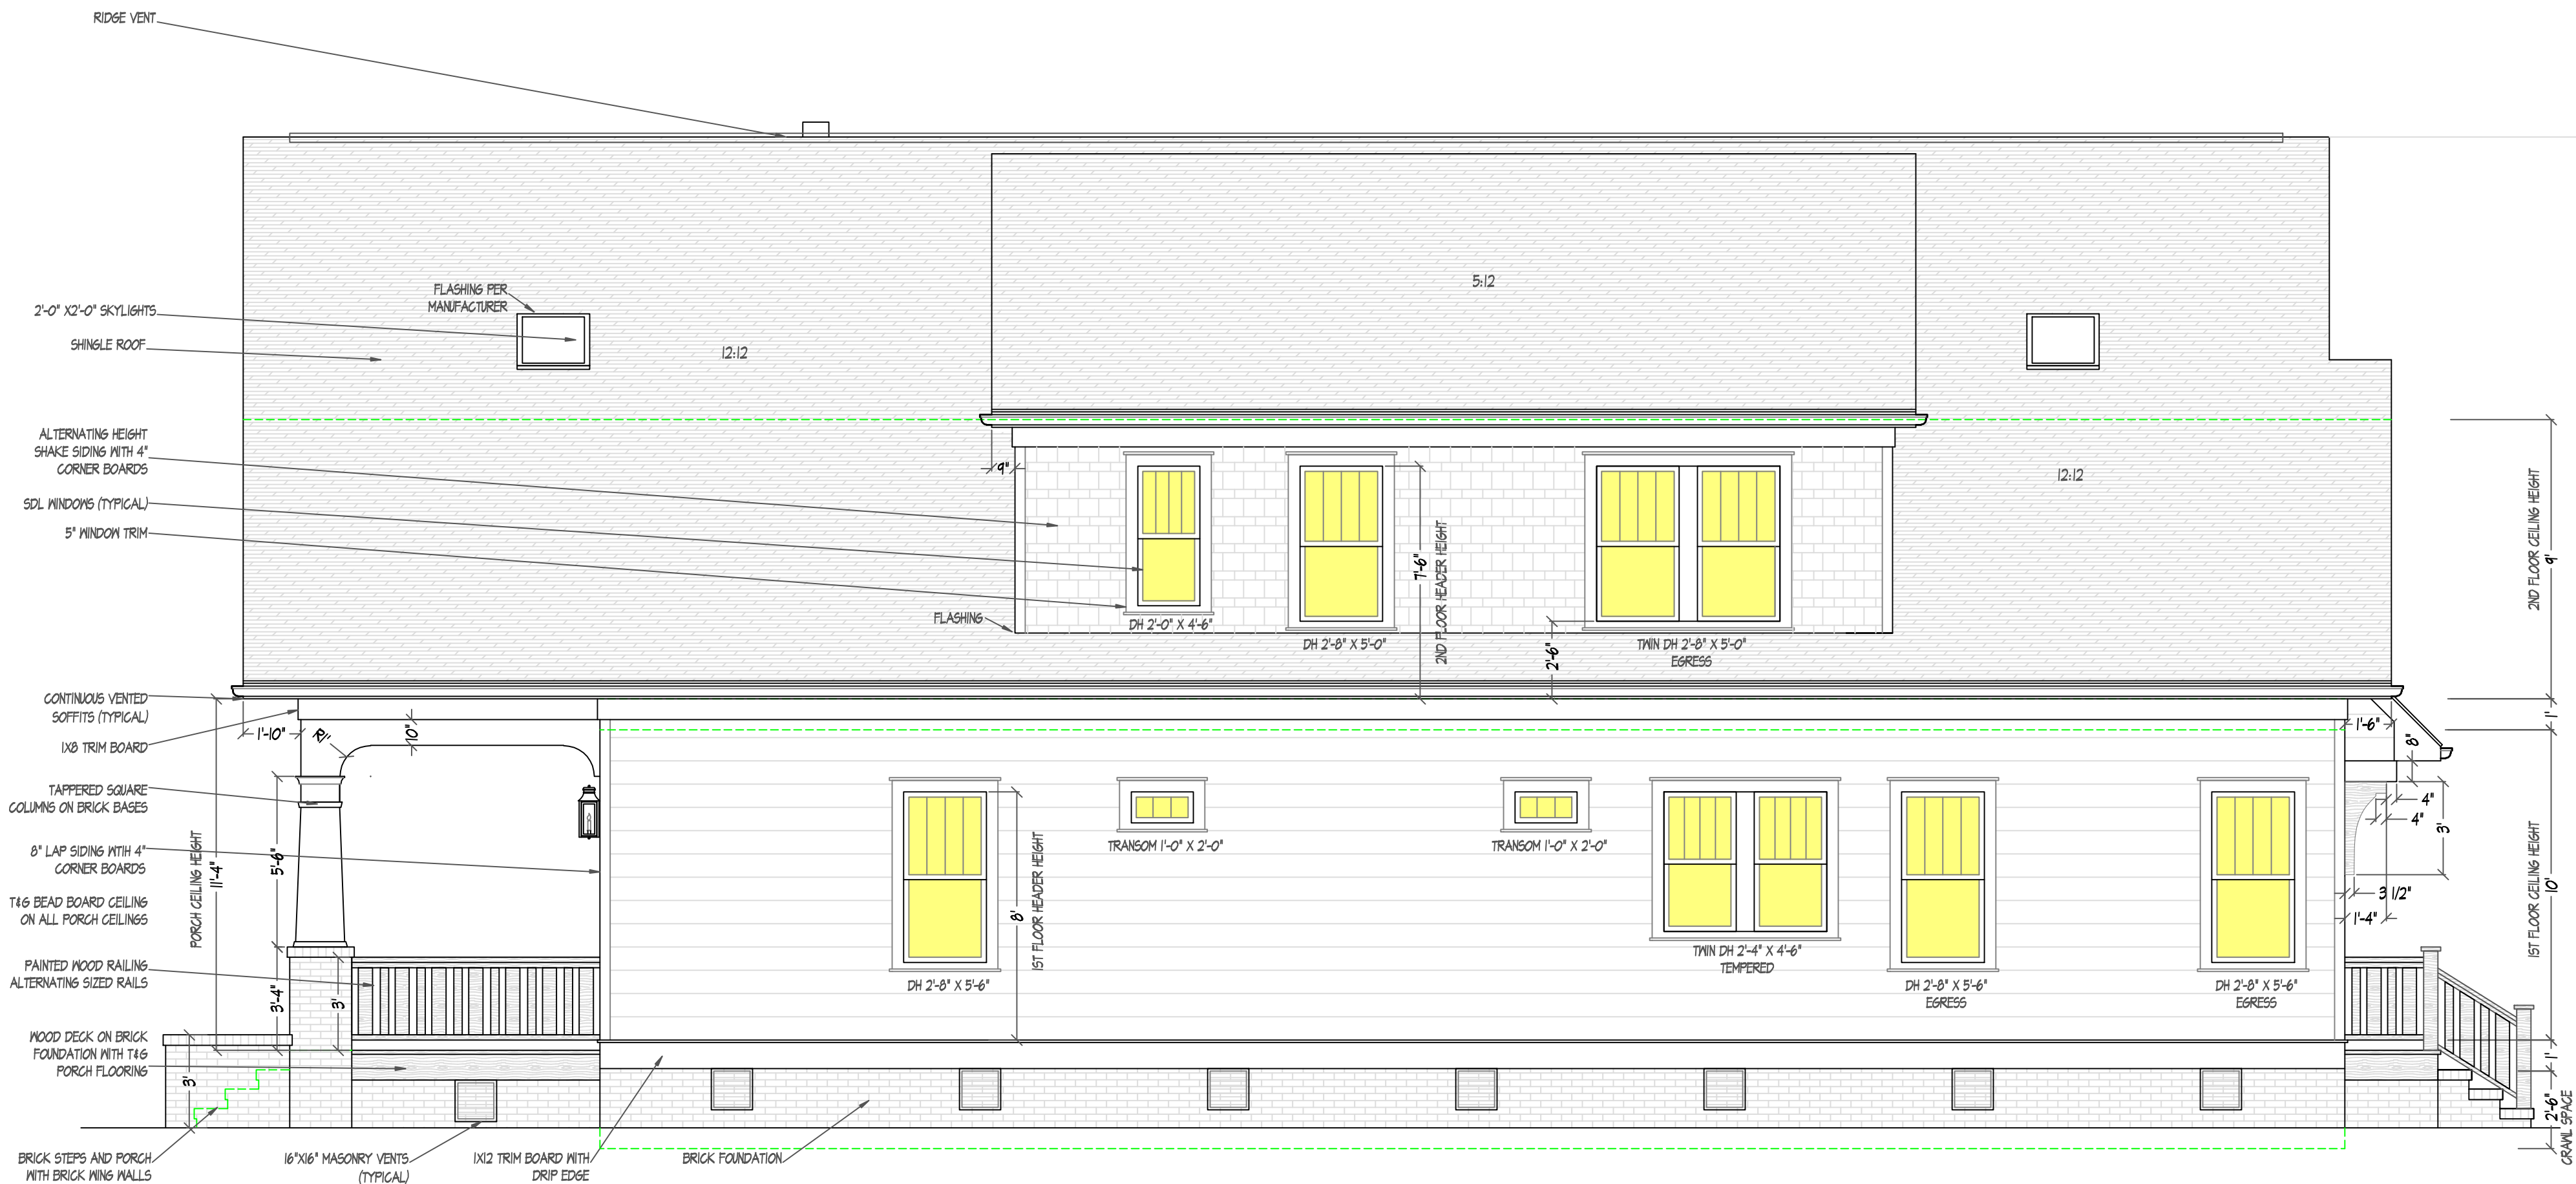 RIDGE VENT
FLASHING PER
MANUFACTURER
2'-0" X2'-0" SKYLIGHTS
SHINGLE ROOF
12:12
5:12
12:12
ALTERNATING HEIGHT
SHAKE SIDING WITH 4"
CORNER BOARDS
SDL WINDOWS (TYPICAL)
5" WINDOW TRIM
9"
FLASHING
DH 2'-0" X 4'-6"
DH 2'-8" X 5'-0"
7'-6"
2ND FLOOR HEADER HEIGHT
2'-6"
TWIN DH 2'-8" X 5'-0"
EGRESS
2ND FLOOR CEILING HEIGHT
9'
CONTINUOUS VENTED
SOFFITS (TYPICAL)
1X8 TRIM BOARD
1'-10"
R1'
10"
TAPPERED SQUARE
COLUMNS ON BRICK BASES
8" LAP SIDING WTIH 4"
CORNER BOARDS
T&G BEAD BOARD CEILING
ON ALL PORCH CEILINGS
PORCH CEILING HEIGHT
11'-4"
5'-6"
PAINTED WOOD RAILING
ALTERNATING SIZED RAILS
3'-4"
3'
WOOD DECK ON BRICK
FOUNDATION WITH T&G
PORCH FLOORING
3'
BRICK STEPS AND PORCH
WITH BRICK WING WALLS
16"X16" MASONRY VENTS
(TYPICAL)
1X12 TRIM BOARD WITH
DRIP EDGE
BRICK FOUNDATION
DH 2'-8" X 5'-6"
8'
1ST FLOOR HEADER HEIGHT
TRANSOM 1'-0" X 2'-0"
TRANSOM 1'-0" X 2'-0"
TWIN DH 2'-4" X 4'-6"
TEMPERED
DH 2'-8" X 5'-6"
EGRESS
DH 2'-8" X 5'-6"
EGRESS
1'-6"
8"
4"
4"
3'
3 1/2"
1'-4"
1'
1ST FLOOR CEILING HEIGHT
10'
1'
2'-6"
CRAWL SPACE